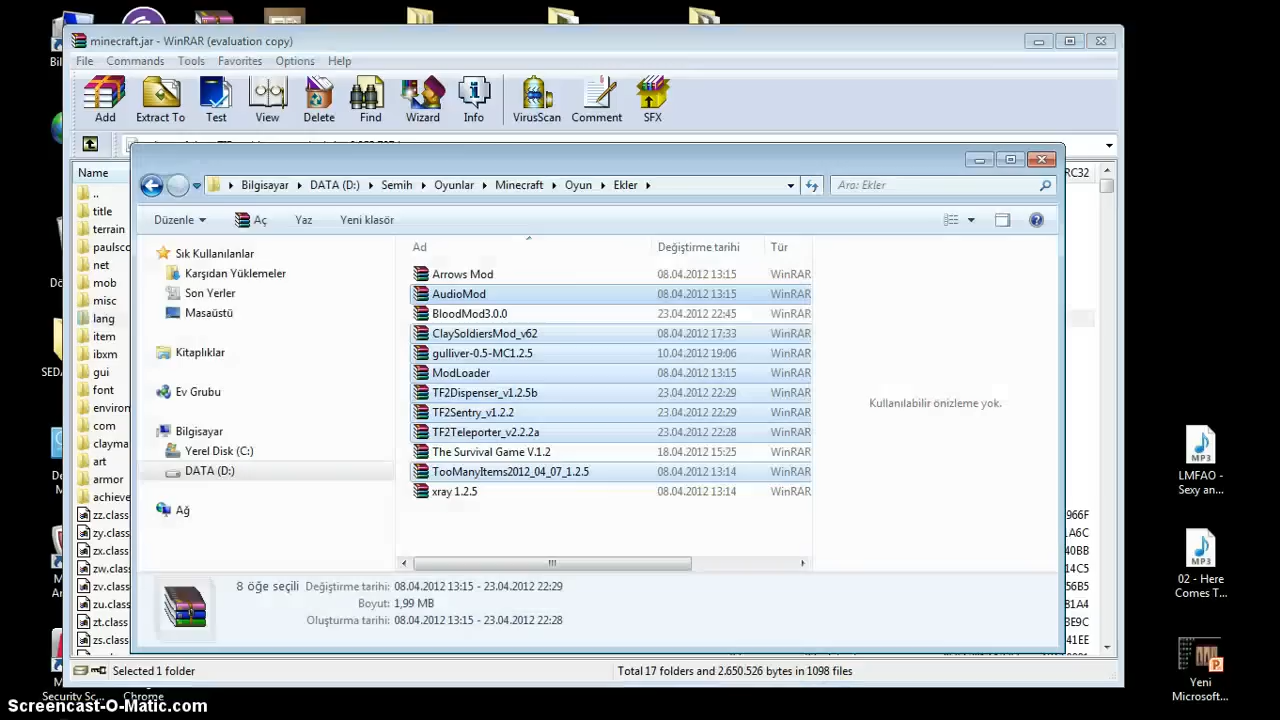 minecraft.jar - WinRAR (evaluation copy)
File Commands Tools Favorites Options Help
Add Extract To Test View Delete Find Wizard Info VirusScan Comment SFX
Name
CRC32
..
title
terrain
paulsco
net
mob
misc
lang
item
ibxm
gui
font
environ
com
clayma
art
armor
achieve
zz.class
zy.class
zx.class
zw.class
zv.class
zu.class
zt.class
zs.class
966F
1A6C
40BB
14C5
56B5
81A4
3E9C
41EE
Bilgisayar DATA (D:) Semih Oyunlar Minecraft Oyun Ekler
Ara: Ekler
Düzenle Aç Yaz Yeni klasör
Sık Kullanılanlar
Karşıdan Yüklemeler
Son Yerler
Masaüstü
Kitaplıklar
Ev Grubu
Bilgisayar
Yerel Disk (C:)
DATA (D:)
Ağ
Ad Değiştirme tarihi Tür
Arrows Mod 08.04.2012 13:15 WinRAR
AudioMod 08.04.2012 13:15 WinRAR
BloodMod3.0.0 23.04.2012 22:45 WinRAR
ClaySoldiersMod_v62 08.04.2012 17:33 WinRAR
gulliver-0.5-MC1.2.5 10.04.2012 19:06 WinRAR
ModLoader 08.04.2012 13:15 WinRAR
TF2Dispenser_v1.2.5b 23.04.2012 22:29 WinRAR
TF2Sentry_v1.2.2 23.04.2012 22:29 WinRAR
TF2Teleporter_v2.2.2a 23.04.2012 22:28 WinRAR
The Survival Game V.1.2 18.04.2012 15:25 WinRAR
TooManyItems2012_04_07_1.2.5 08.04.2012 13:14 WinRAR
xray 1.2.5 08.04.2012 13:14 WinRAR
Kullanılabilir önizleme yok.
8 öğe seçili Değiştirme tarihi: 08.04.2012 13:15 - 23.04.2012 22:29
Boyut: 1,99 MB
Oluşturma tarihi: 08.04.2012 13:15 - 23.04.2012 22:28
Selected 1 folder
Total 17 folders and 2.650.526 bytes in 1098 files
MP3
LMFAO -
Sexy an...
MP3
02 - Here
Comes T...
Yeni
Microsoft...
Security Sc...
Chrome
Screencast-O-Matic.com